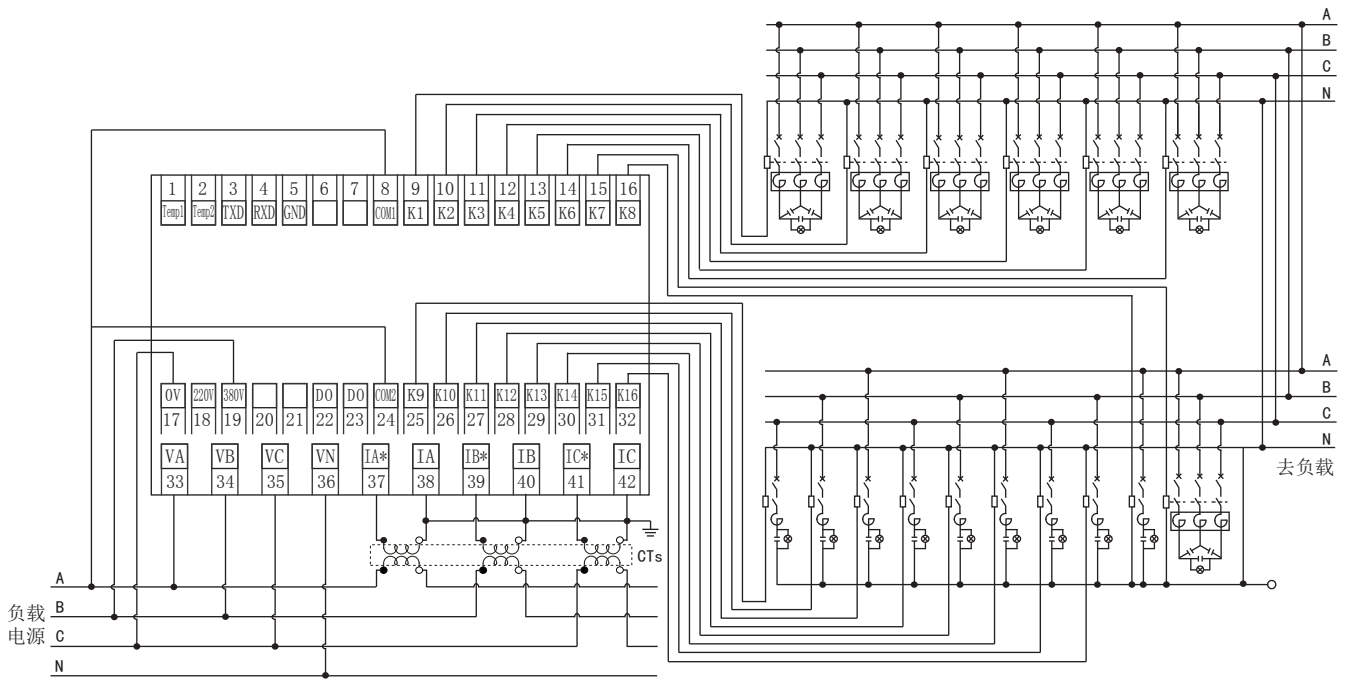 A
B
C
N
1 2 3 4 5 6 7 8 9 10 11 12 13 14 15 16
Temp1 Temp2 TXD RXD GND COM1 K1 K2 K3 K4 K5 K6 K7 K8
0V 220V 380V DO DO COM2 K9 K10 K11 K12 K13 K14 K15 K16
17 18 19 20 21 22 23 24 25 26 27 28 29 30 31 32
VA VB VC VN IA* IA IB* IB IC* IC
33 34 35 36 37 38 39 40 41 42
A
B
C
N
去负载
CTs
A
负载 B
电源 C
N